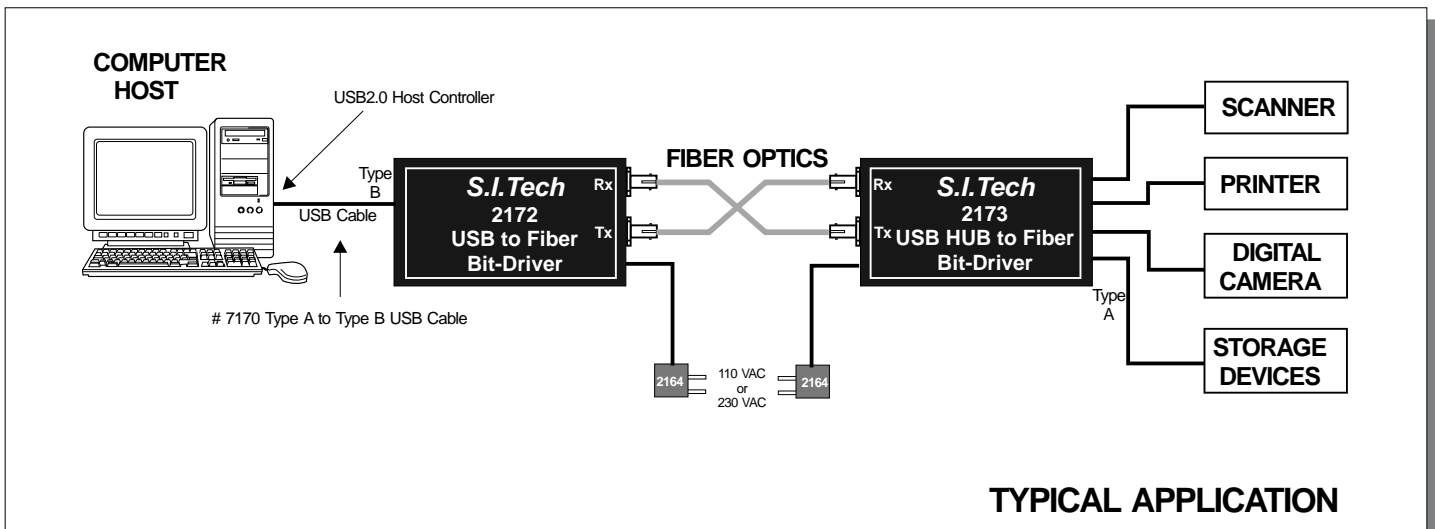 COMPUTER
HOST
USB2.0 Host Controller
Type
B
USB Cable
# 7170 Type A to Type B USB Cable
S.I.Tech
2172
USB to Fiber
Bit-Driver
Rx
Tx
FIBER OPTICS
Rx
Tx
S.I.Tech
2173
USB HUB to Fiber
Bit-Driver
Type
A
2164
110 VAC
or
230 VAC
2164
SCANNER
PRINTER
DIGITAL
CAMERA
STORAGE
DEVICES
TYPICAL APPLICATION